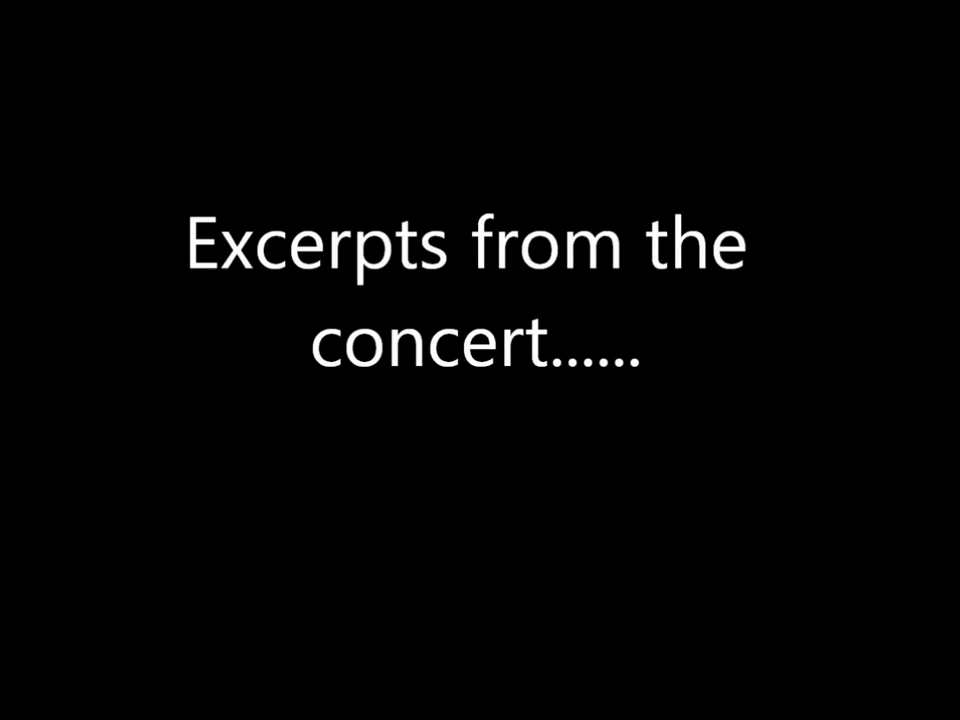 Excerpts from the
concert......